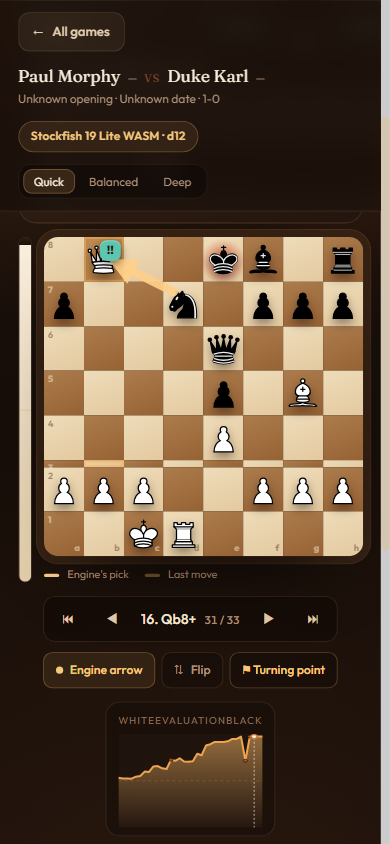 ← All games
Paul Morphy – vs Duke Karl –
Unknown opening · Unknown date · 1-0
Stockfish 19 Lite WASM · d12
Quick Balanced Deep
8
!!
7
6
5
4
3
2
1 a b c d e f g h
Engine's pick Last move
16. Qb8+ 31 / 33
Engine arrow Flip Turning point
WHITE EVALUATION BLACK